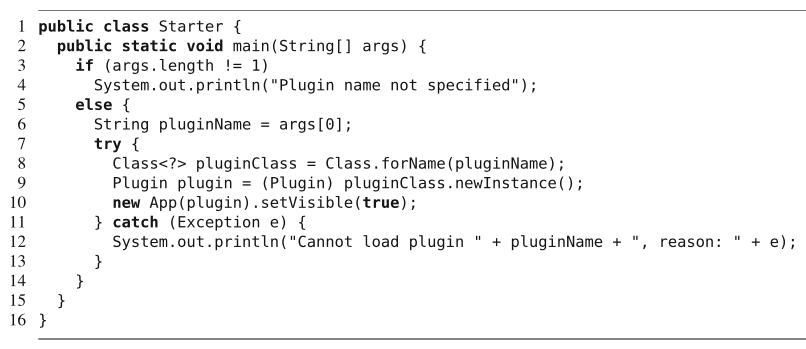 1 public class Starter {
2   public static void main(String[] args) {
3     if (args.length != 1)
4       System.out.println("Plugin name not specified");
5     else {
6       String pluginName = args[0];
7       try {
8         Class<?> pluginClass = Class.forName(pluginName);
9         Plugin plugin = (Plugin) pluginClass.newInstance();
10         new App(plugin).setVisible(true);
11       } catch (Exception e) {
12         System.out.println("Cannot load plugin " + pluginName + ", reason: " + e);
13       }
14     }
15   }
16 }